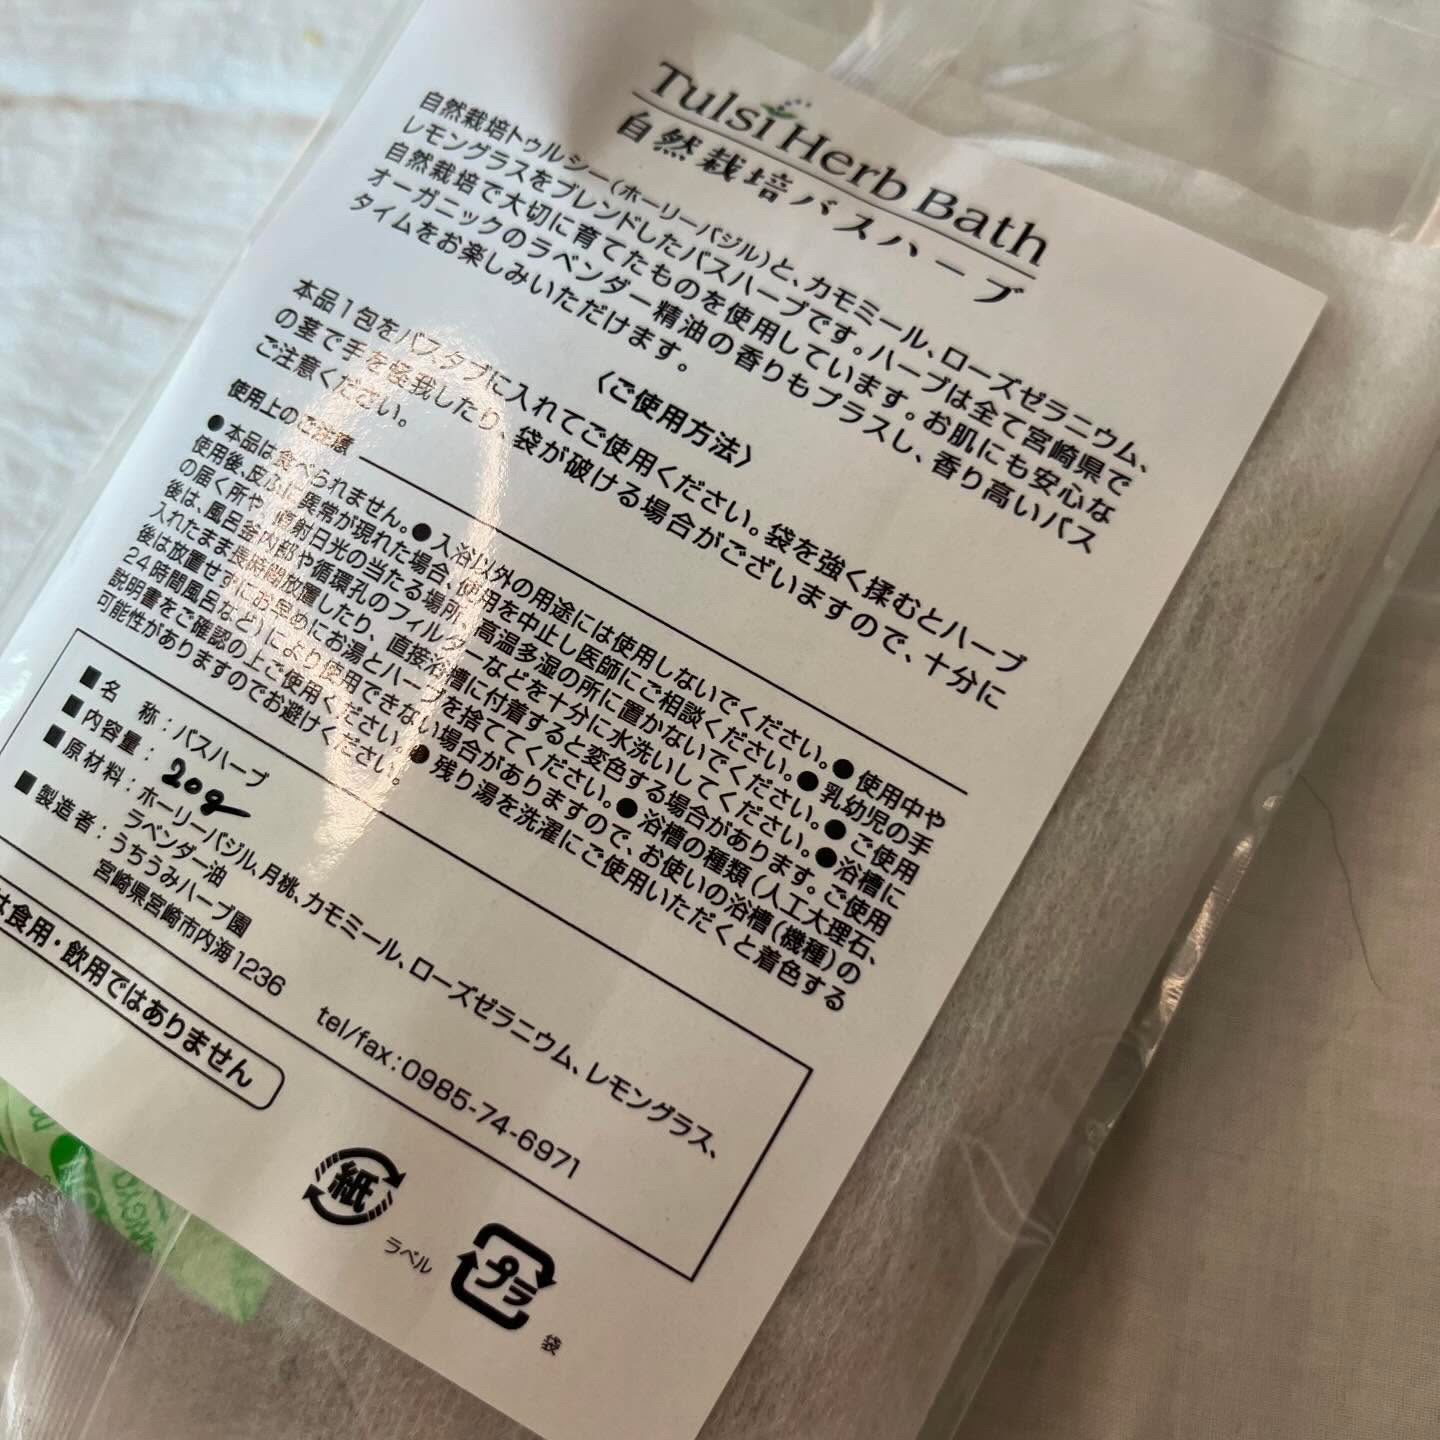 Tulsi Herb Bath
自然栽培バスハーブ
自然栽培トゥルシー(ホーリーバジル)と、カモミール、ローズゼラニウム、
レモングラスをブレンドしたバスハーブです。ハーブは全て宮崎県で
自然栽培で大切に育てたものを使用しています。お肌にも安心な
オーガニックのラベンダー精油の香りもプラスし、香り高いバス
タイムをお楽しみいただけます。
〈ご使用方法〉
本品1包をバスタブに入れてご使用ください。袋を強く揉むとハーブ
の茎で手を怪我したり、袋が破ける場合がございますので、十分に
ご注意ください。
使用上のご注意
●本品は食べられません。●入浴以外の用途には使用しないでください。●使用中や
使用後、皮ふに異常が現れた場合、使用を中止し医師にご相談ください。●乳幼児の手
の届く所や、直射日光の当たる場所、高温多湿の所に置かないでください。●ご使用
後は、風呂釜内部や循環孔のフィルターなどを十分に水洗いしてください。●浴槽に
入れたまま長時間放置したり、直接浴槽に付着すると変色する場合があります。ご使用
後は放置せずにお早めにお湯とハーブを捨ててください。●浴槽の種類(人工大理石、
24時間風呂など)により使用できない場合がありますので、お使いの浴槽(機種)の
説明書をご確認の上ご使用ください。●残り湯を洗濯にご使用いただくと着色する
可能性がありますのでお避けください。
■名 称:バスハーブ
■内容量:20g
■原材料:ホーリーバジル、月桃、カモミール、ローズゼラニウム、レモングラス、
ラベンダー油
■製造者:うちうみハーブ園
宮崎県宮崎市内海1236 tel/fax:0985-74-6971
は食用・飲用ではありません
紙
ラベル
プラ
袋